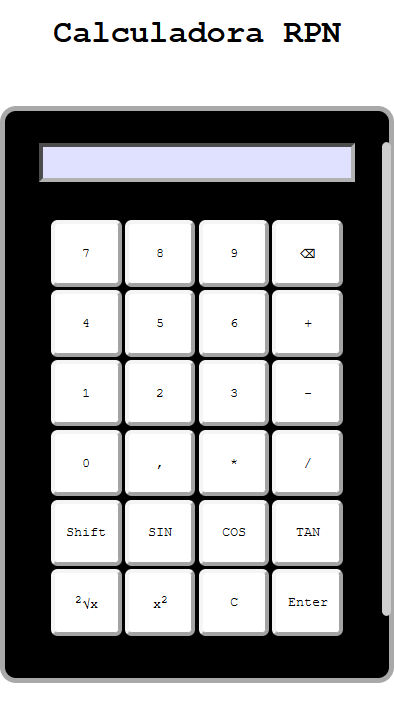 Calculadora RPN
7 8 9 ⌫
4 5 6 +
1 2 3 -
0 , * /
Shift SIN COS TAN
²√x x² C Enter